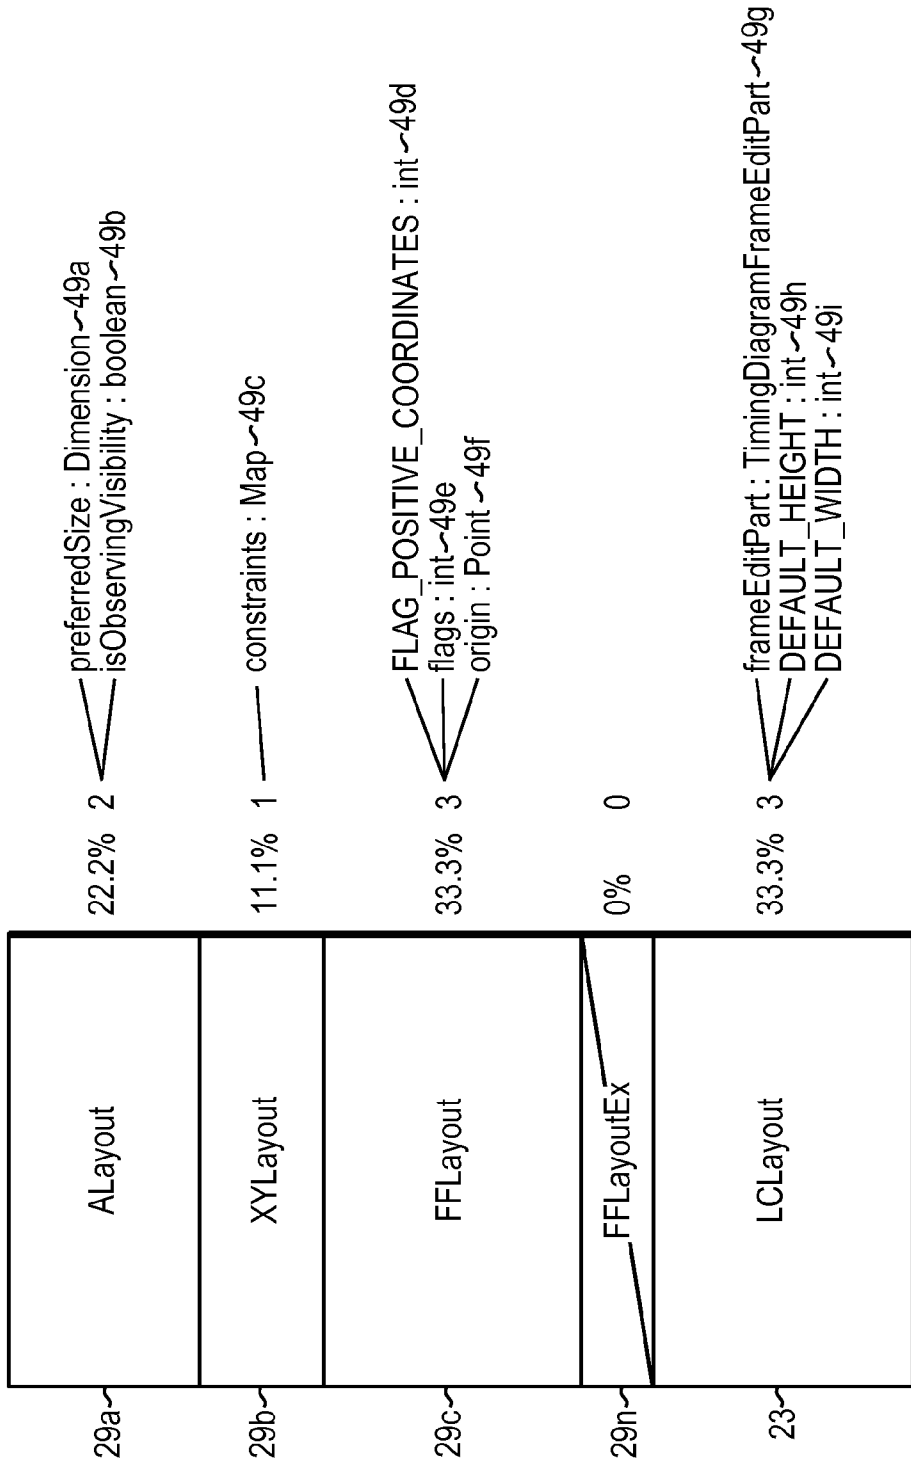 29a
ALayout
22.2% 2
preferredSize : Dimension 49a
isObservingVisibility : boolean 49b
29b
XYLayout
11.1% 1
constraints : Map 49c
29c
FFLayout
33.3% 3
FLAG_POSITIVE_COORDINATES : int 49d
flags : int 49e
origin : Point 49f
29n
FFLayoutEx
0% 0
23
LCLayout
33.3% 3
frameEditPart : TimingDiagramFrameEditPart 49g
DEFAULT_HEIGHT : int 49h
DEFAULT_WIDTH : int 49i